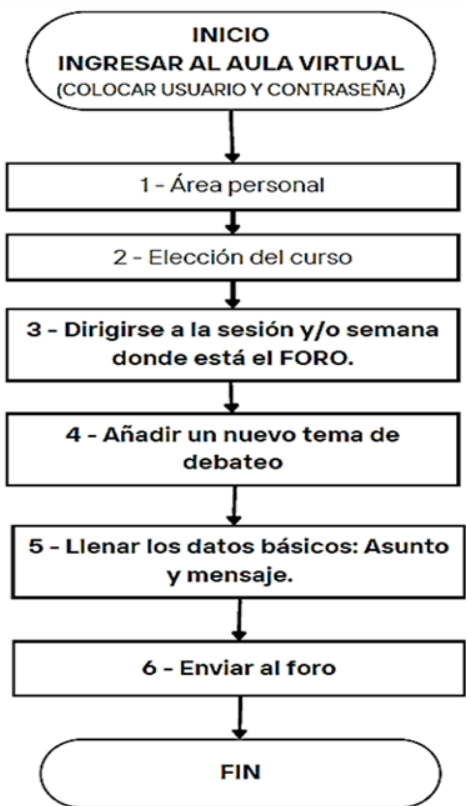 INICIO
INGRESAR AL AULA VIRTUAL
(COLOCAR USUARIO Y CONTRASEÑA)
1 - Área personal
2 - Elección del curso
3 - Dirigirse a la sesión y/o semana
donde está el FORO.
4 - Añadir un nuevo tema de
debateo
5 - Llenar los datos básicos: Asunto
y mensaje.
6 - Enviar al foro
FIN